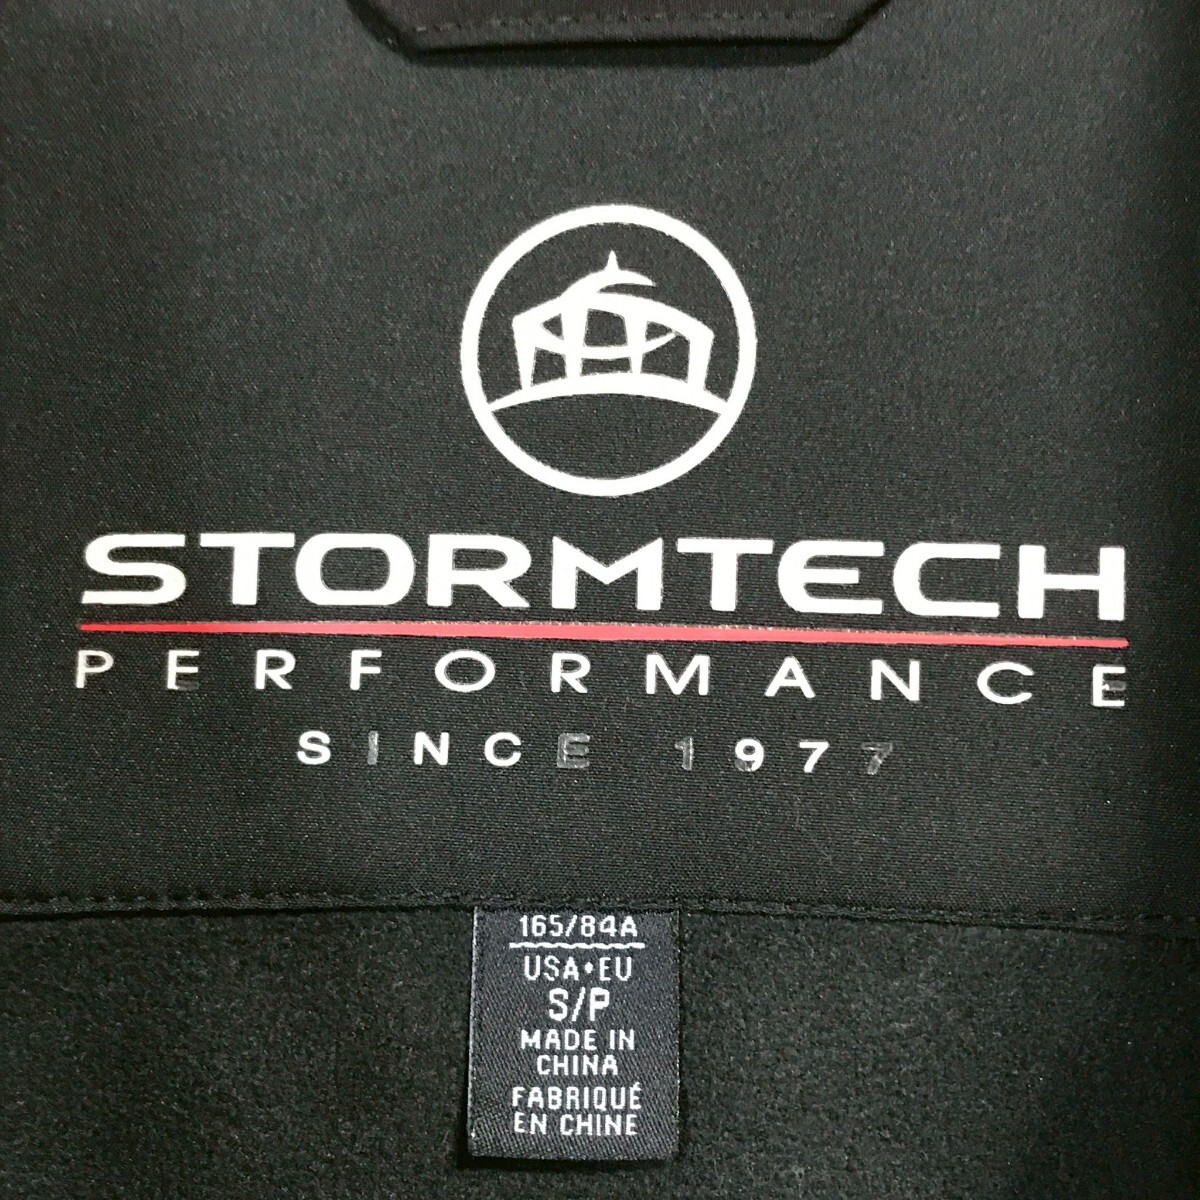 STORMTECH
PERFORMANCE
SINCE 1977
165/84A
USA•EU
S/P
MADE IN
CHINA
FABRIQUÉ
EN CHINE